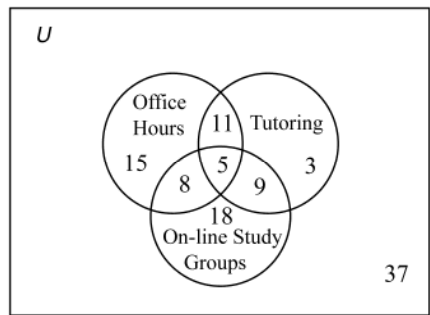 U
Office
Hours
11
Tutoring
15
5
3
8
9
18
On-line Study
Groups
37